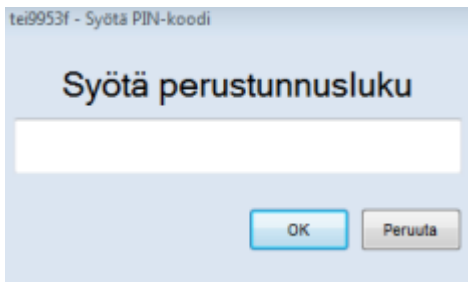 tei9953f - Syötä PIN-koodi
Syötä perustunnusluku
OK
Peruuta